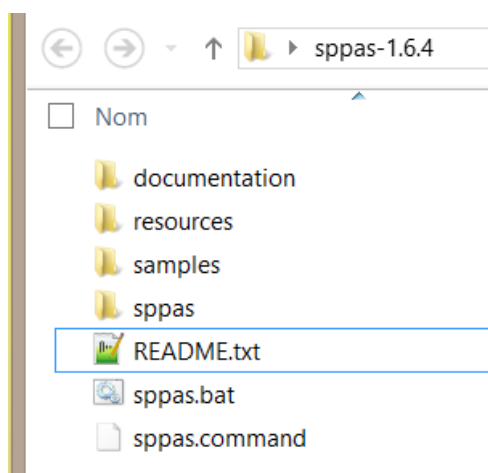 sppas-1.6.4
Nom
documentation
resources
samples
sppas
README.txt
sppas.bat
sppas.command